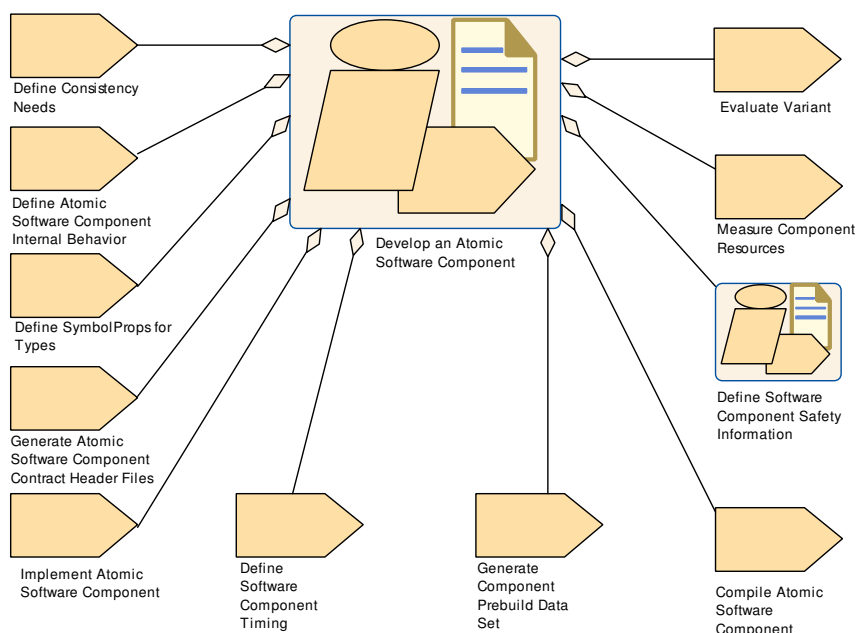 Define Consistency
Needs
Define Atomic
Software Component
Internal Behavior
Define SymbolProps for
Types
Generate Atomic
Software Component
Contract Header Files
Implement Atomic
Software Component
Develop an Atomic
Software Component
Define
Software
Component
Timing
Generate
Component
Prebuild Data
Set
Evaluate Variant
Measure Component
Resources
Define Software
Component Safety
Information
Compile Atomic
Software
Component